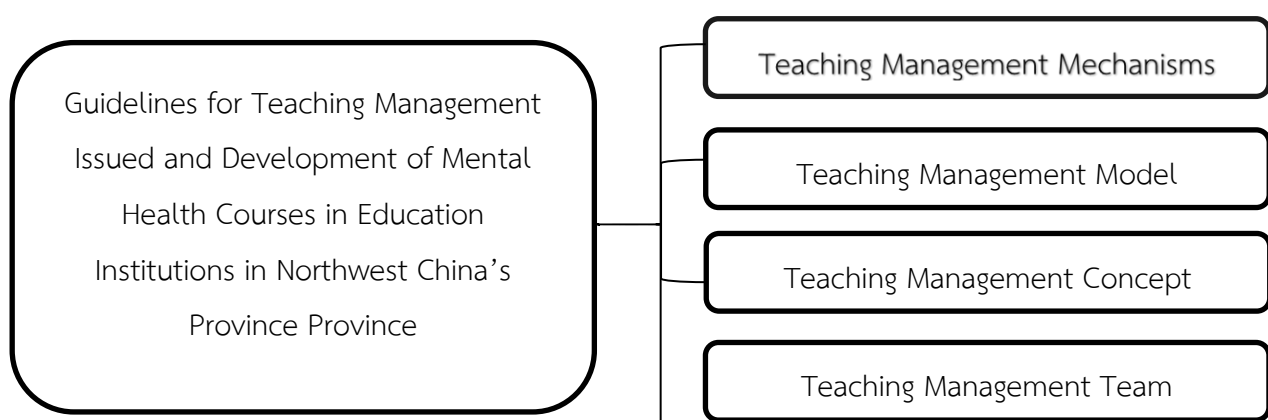 Guidelines for Teaching Management
Issued and Development of Mental
Health Courses in Education
Institutions in Northwest China’s
Province Province
Teaching Management Mechanisms
Teaching Management Model
Teaching Management Concept
Teaching Management Team